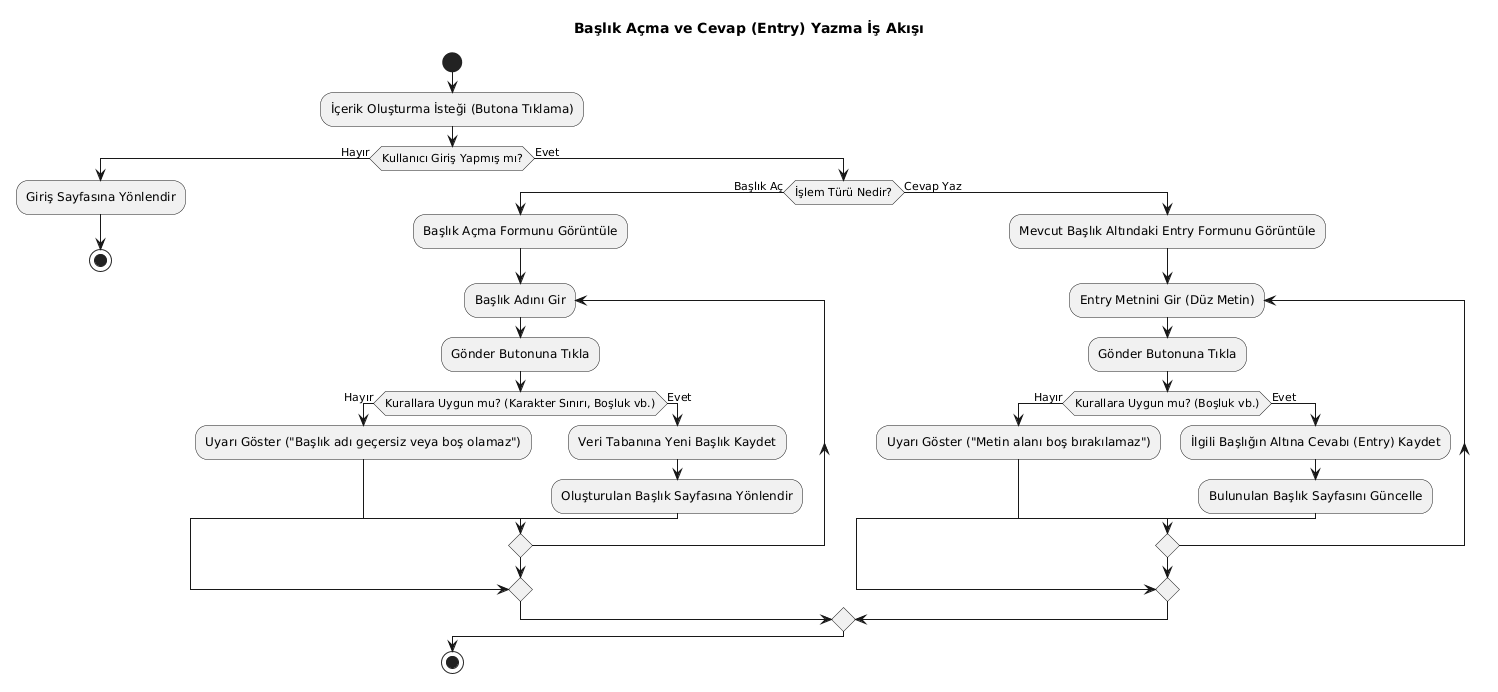 Başlık Açma ve Cevap (Entry) Yazma İş Akışı
İçerik Oluşturma İsteği (Butona Tıklama)
Hayır
Kullanıcı Giriş Yapmış mı?
Evet
Giriş Sayfasına Yönlendir
Başlık Aç
İşlem Türü Nedir?
Cevap Yaz
Başlık Açma Formunu Görüntüle
Başlık Adını Gir
Gönder Butonuna Tıkla
Hayır
Kurallara Uygun mu? (Karakter Sınırı, Boşluk vb.)
Evet
Uyarı Göster ("Başlık adı geçersiz veya boş olamaz")
Veri Tabanına Yeni Başlık Kaydet
Oluşturulan Başlık Sayfasına Yönlendir
Mevcut Başlık Altındaki Entry Formunu Görüntüle
Entry Metnini Gir (Düz Metin)
Gönder Butonuna Tıkla
Hayır
Kurallara Uygun mu? (Boşluk vb.)
Evet
Uyarı Göster ("Metin alanı boş bırakılamaz")
İlgili Başlığın Altına Cevabı (Entry) Kaydet
Bulunulan Başlık Sayfasını Güncelle